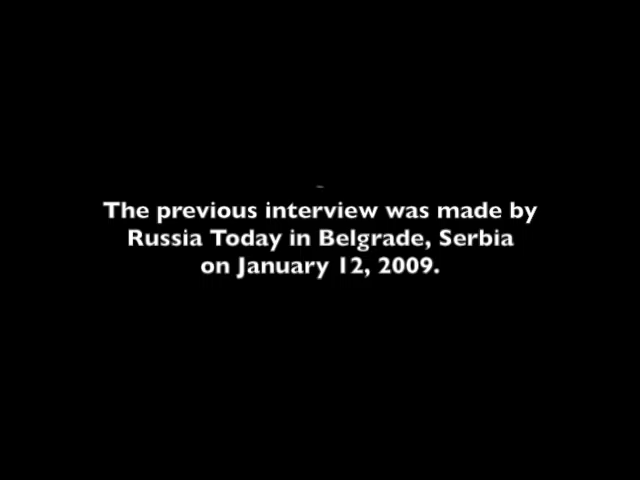 The previous interview was made by
Russia Today in Belgrade, Serbia
on January 12, 2009.